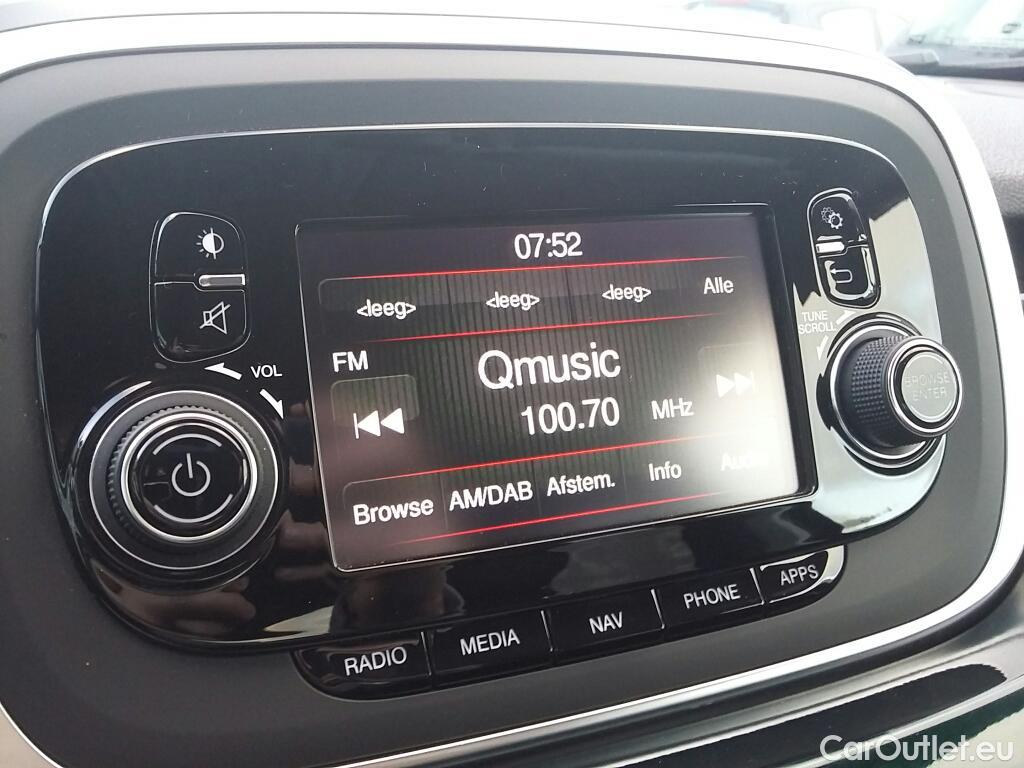 07:52
<leeg> <leeg> <leeg> Alle
FM
Qmusic
100.70 MHz
Browse AM/DAB Afstem. Info Audio
VOL
TUNE
SCROLL
BROWSE
ENTER
RADIO MEDIA NAV PHONE APPS
CarOutlet.eu